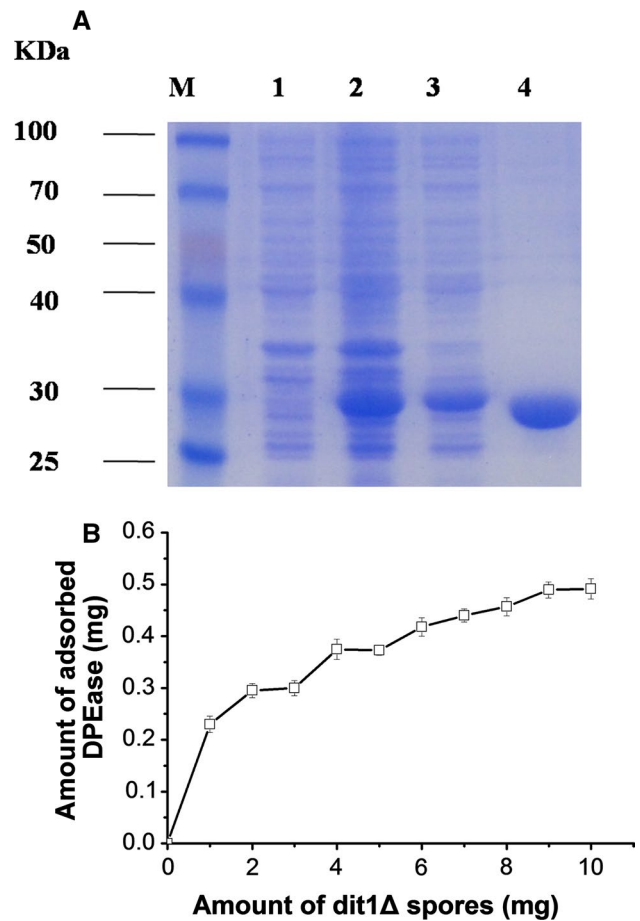 A
KDa
M 1 2 3 4
100
70
50
40
30
25
B
0.6
0.5
0.4
0.3
0.2
0.1
0.0
Amount of adsorbed
DPEase (mg)
0 2 4 6 8 10
Amount of dit1Δ spores (mg)